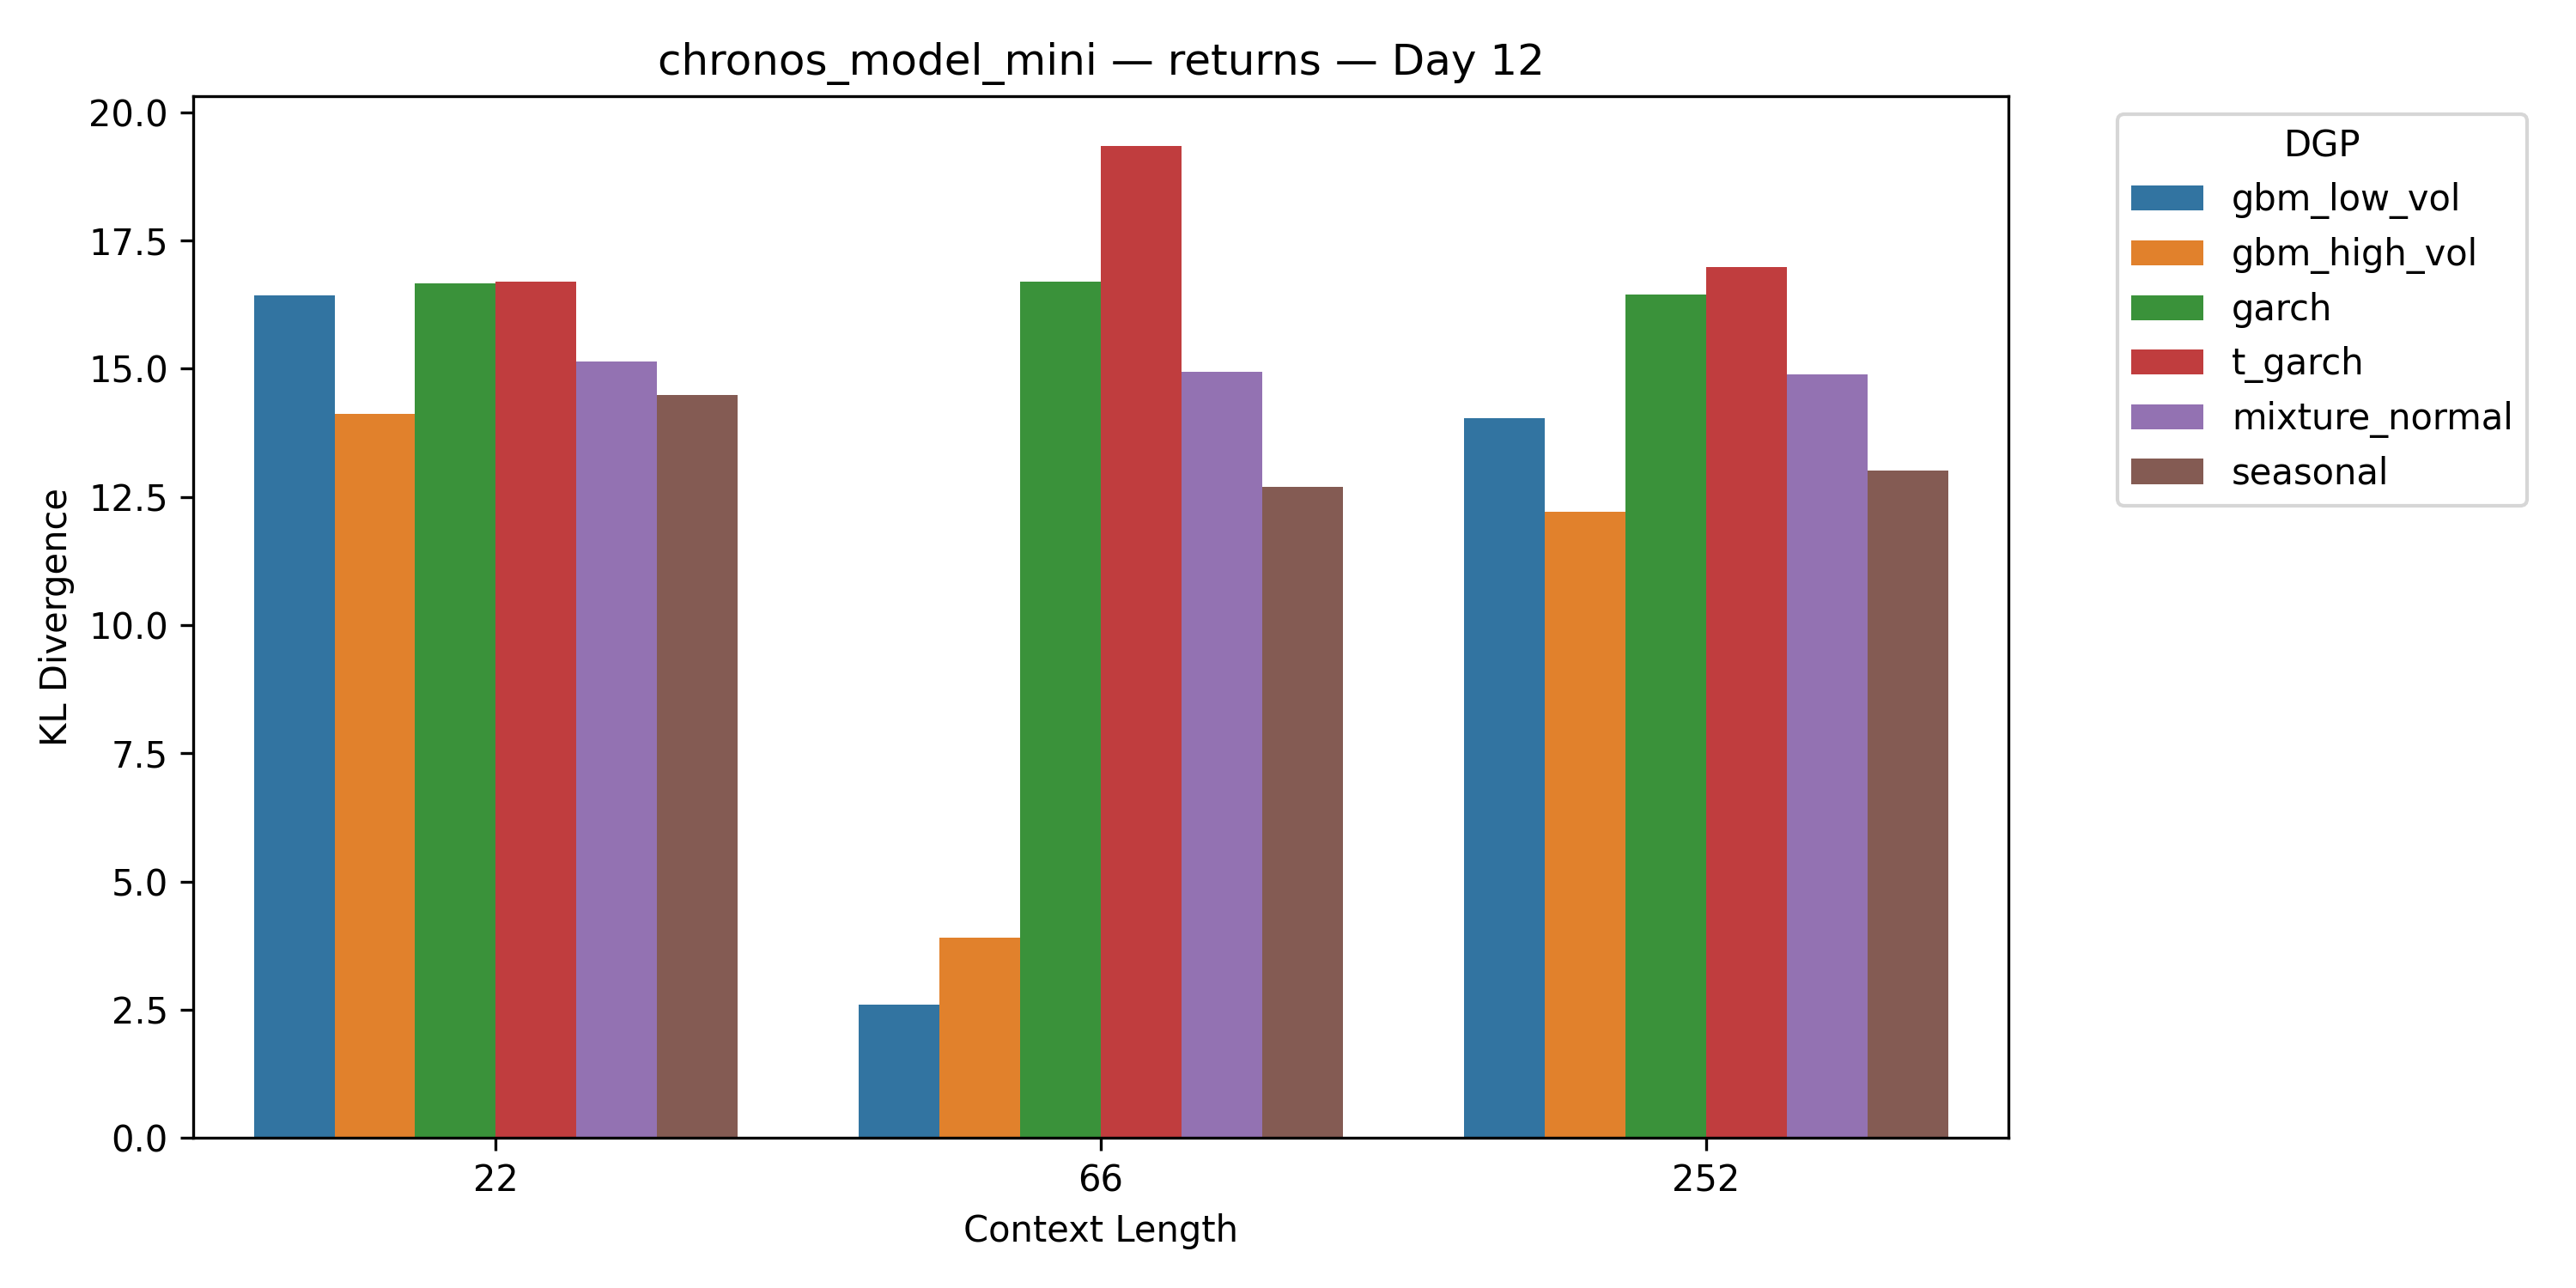 chronos_model_mini — returns — Day 12
KL Divergence
20.0
17.5
15.0
12.5
10.0
7.5
5.0
2.5
0.0
22
66
252
Context Length
DGP
gbm_low_vol
gbm_high_vol
garch
t_garch
mixture_normal
seasonal